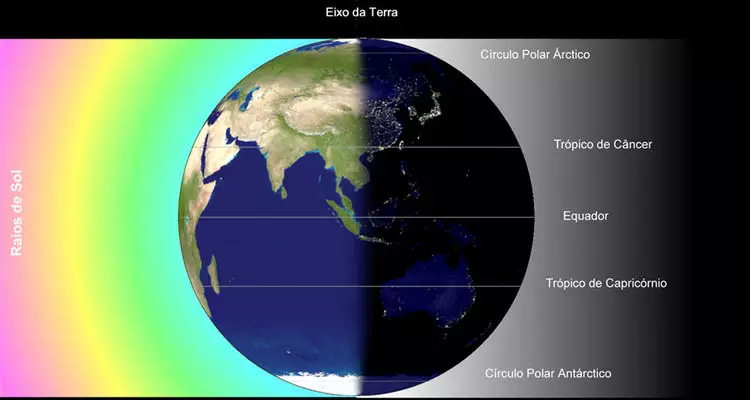 Eixo da Terra
Círculo Polar Árctico
Trópico de Câncer
Raios de Sol
Equador
Trópico de Capricórnio
Círculo Polar Antárctico